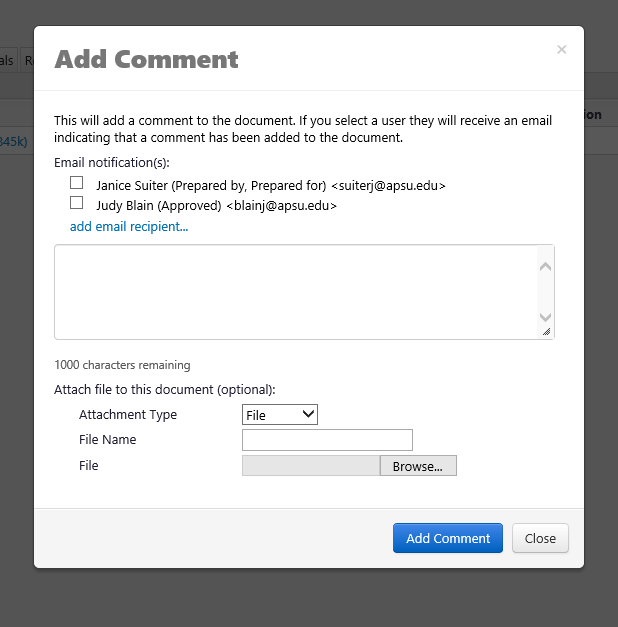 Add Comment
×
als
ion
345k)
This will add a comment to the document. If you select a user they will receive an email
indicating that a comment has been added to the document.
Email notification(s):
Janice Suiter (Prepared by, Prepared for) <suiterj@apsu.edu>
Judy Blain (Approved) <blainj@apsu.edu>
add email recipient...
1000 characters remaining
Attach file to this document (optional):
Attachment Type File
File Name
File Browse...
Add Comment Close